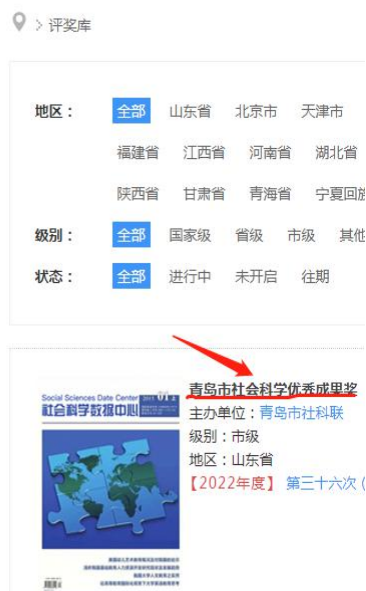 > 评奖库
地区： 全部 山东省 北京市 天津市
福建省 江西省 河南省 湖北省
陕西省 甘肃省 青海省 宁夏回族
级别： 全部 国家级 省级 市级 其他
状态： 全部 进行中 未开启 往期
青岛市社会科学优秀成果奖
主办单位：青岛市社科联
级别：市级
地区：山东省
【2022年度】 第三十六次（
Social Sciences Date Center
社会科学数据中心